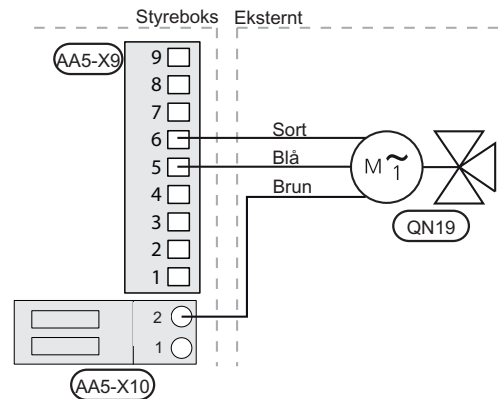 Styreboks
Eksternt
AA5-X9
9
8
7
6
5
4
3
2
1
Sort
Blå
Brun
M ~ 1
QN19
2
1
AA5-X10